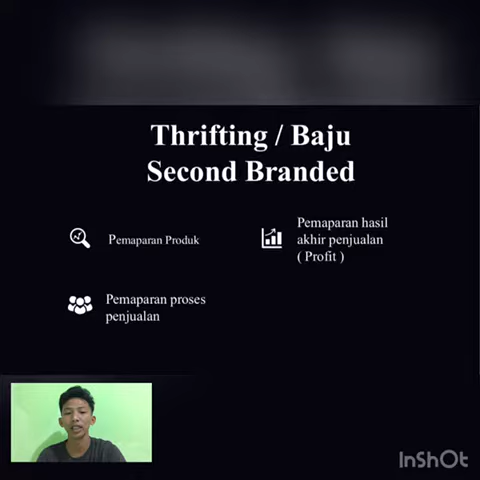 Thrifting / Baju
Second Branded
Pemaparan Produk
Pemaparan hasil
akhir penjualan
( Profit )
Pemaparan proses
penjualan
InShOt